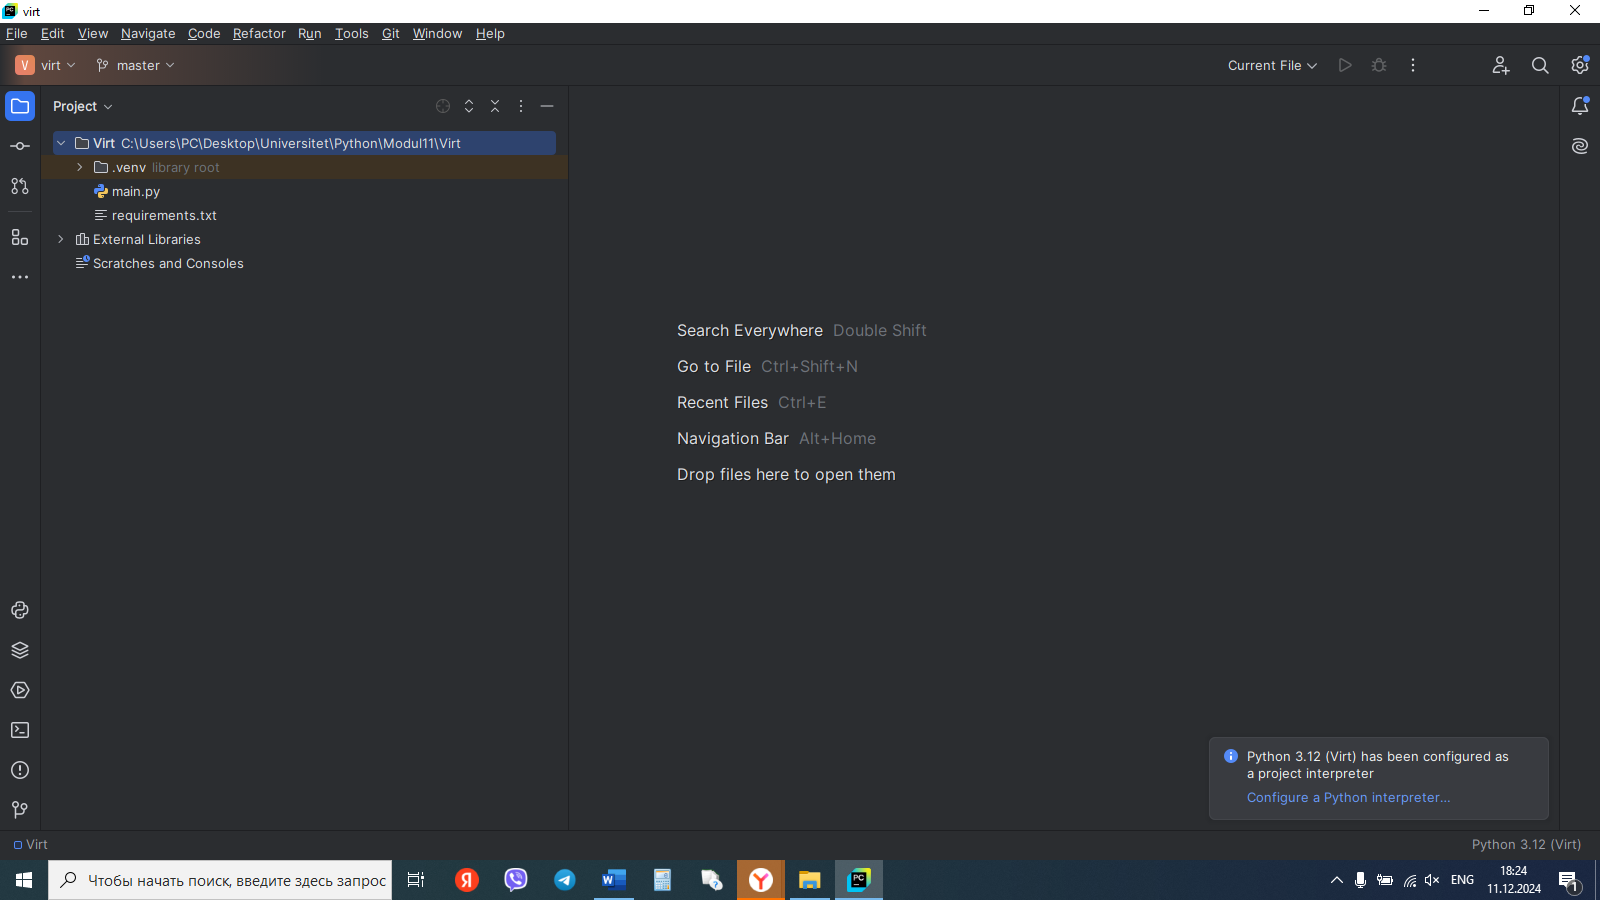 virt
File Edit View Navigate Code Refactor Run Tools Git Window Help
V virt master Current File
Project
Virt C:\Users\PC\Desktop\Universitet\Python\Modul11\Virt
.venv library root
main.py
requirements.txt
External Libraries
Scratches and Consoles
Search Everywhere Double Shift
Go to File Ctrl+Shift+N
Recent Files Ctrl+E
Navigation Bar Alt+Home
Drop files here to open them
Python 3.12 (Virt) has been configured as
a project interpreter
Configure a Python interpreter...
Virt Python 3.12 (Virt)
Чтобы начать поиск, введите здесь запрос
ENG
18:24
11.12.2024
1